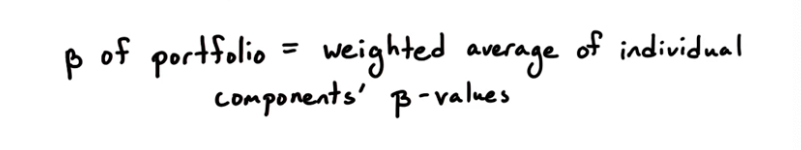 β of portfolio = weighted average of individual
components' β-values